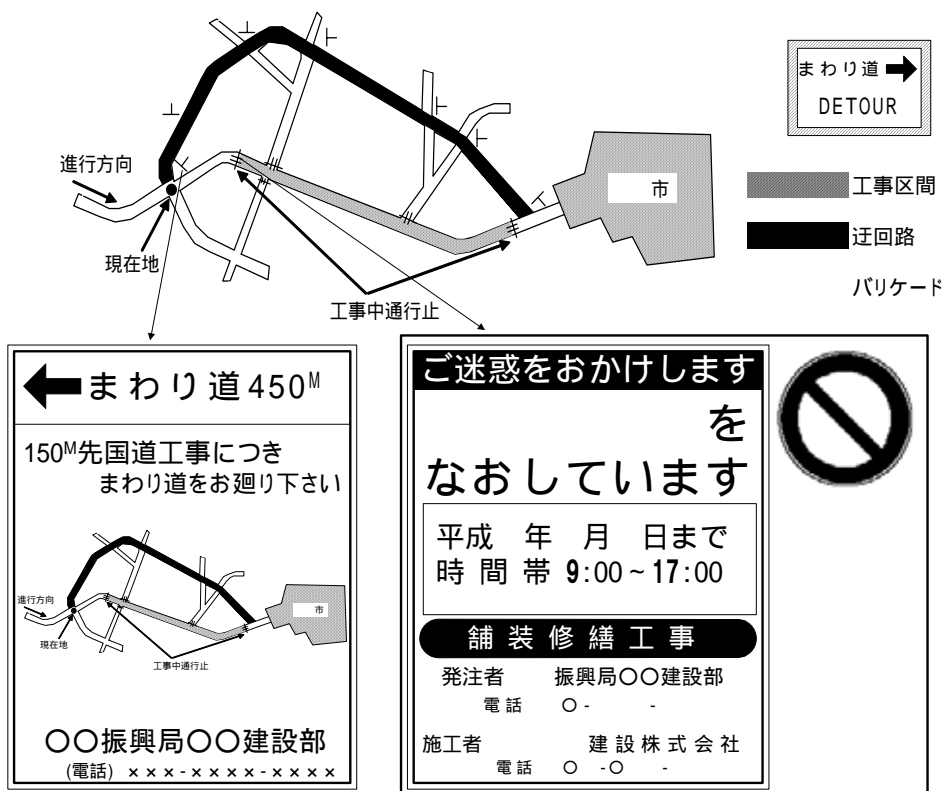 まわり道
DETOUR
進行方向
市
工事区間
迂回路
現在地
バリケード
工事中通行止
まわり道450M
150M先国道工事につき
まわり道をお廻り下さい
進行方向
市
現在地
工事中通行止
〇〇振興局〇〇建設部
(電話) ×××-××××-××××
ご迷惑をおかけします
を
なおしています
平成 年 月 日まで
時間帯 9:00~17:00
舗装修繕工事
発注者 振興局〇〇建設部
電話 〇- -
施工者 建設株式会社
電話 〇 -〇 -